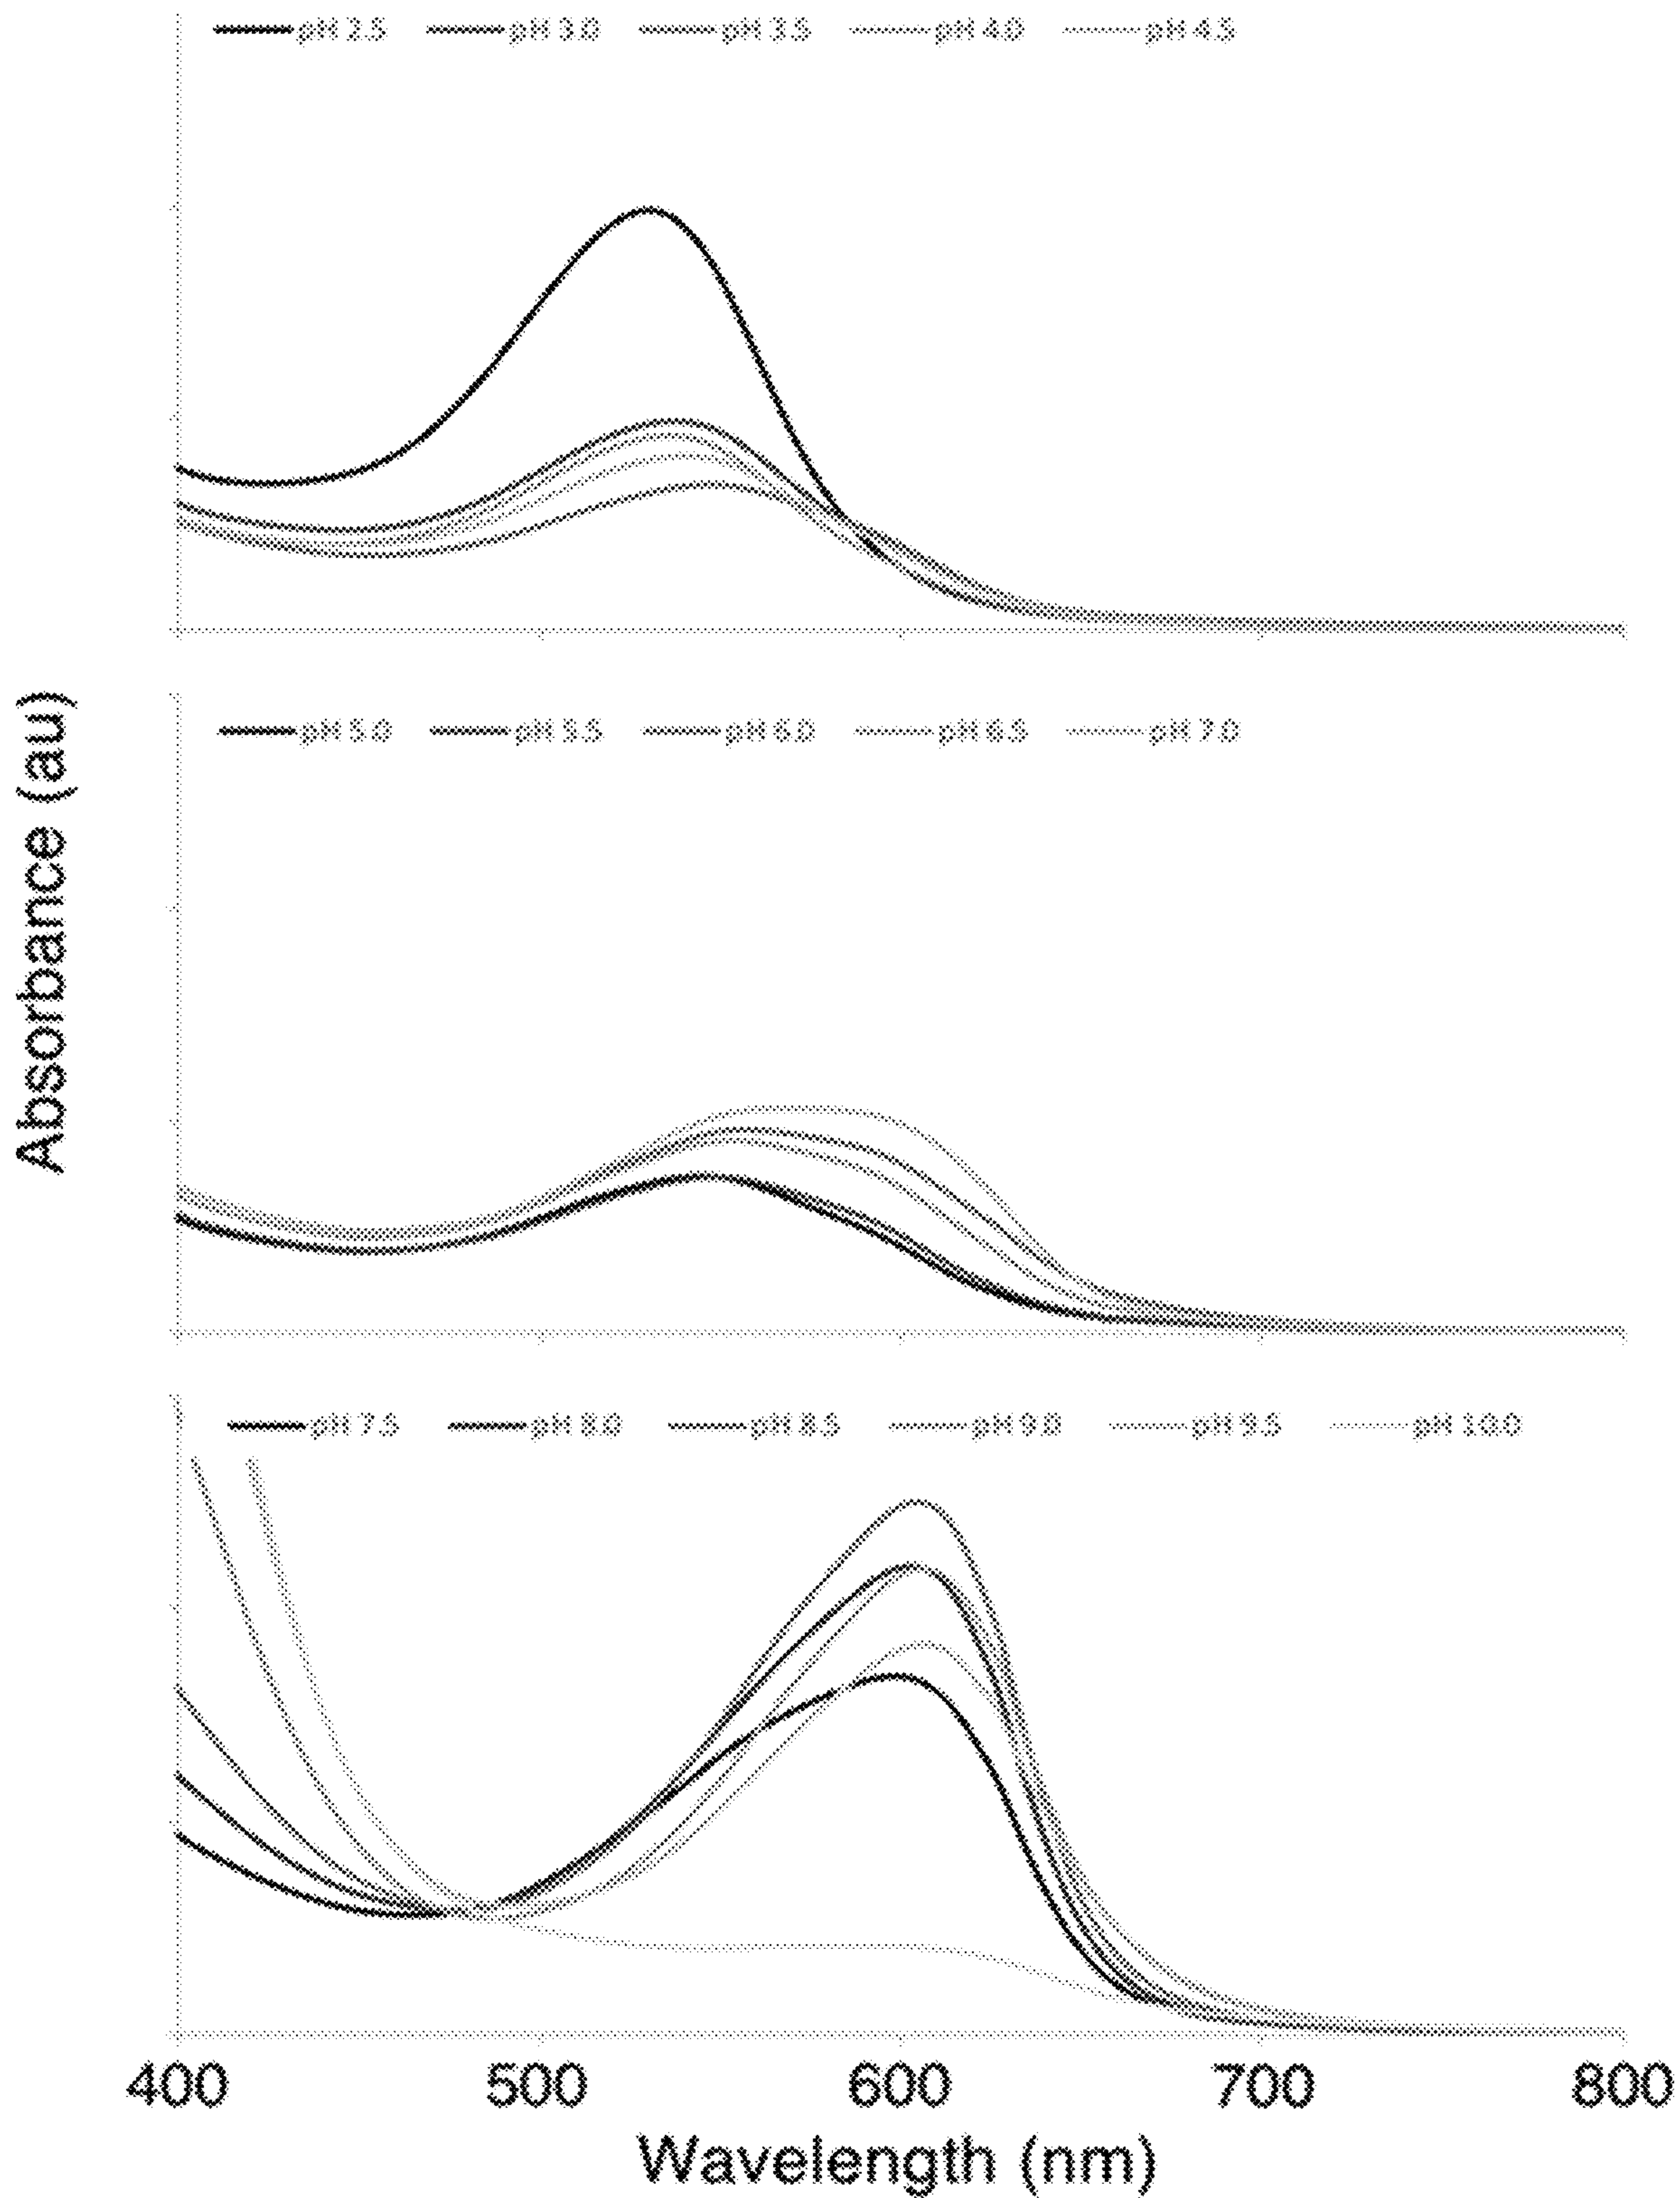 pH 2.5 pH 3.0 pH 3.5 pH 4.0 pH 4.5
Absorbance (au)
pH 5.0 pH 5.5 pH 6.0 pH 6.5 pH 7.0
pH 7.5 pH 8.0 pH 8.5 pH 9.0 pH 9.5 pH 10.0
400 500 600 700 800
Wavelength (nm)